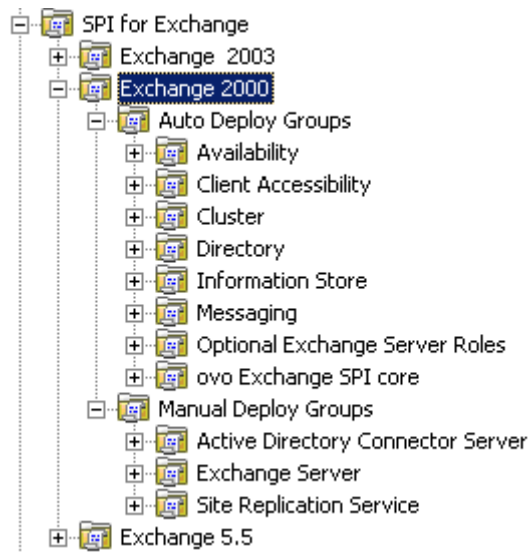 SPI for Exchange
Exchange  2003
Exchange 2000
Auto Deploy Groups
Availability
Client Accessibility
Cluster
Directory
Information Store
Messaging
Optional Exchange Server Roles
ovo Exchange SPI core
Manual Deploy Groups
Active Directory Connector Server
Exchange Server
Site Replication Service
Exchange 5.5